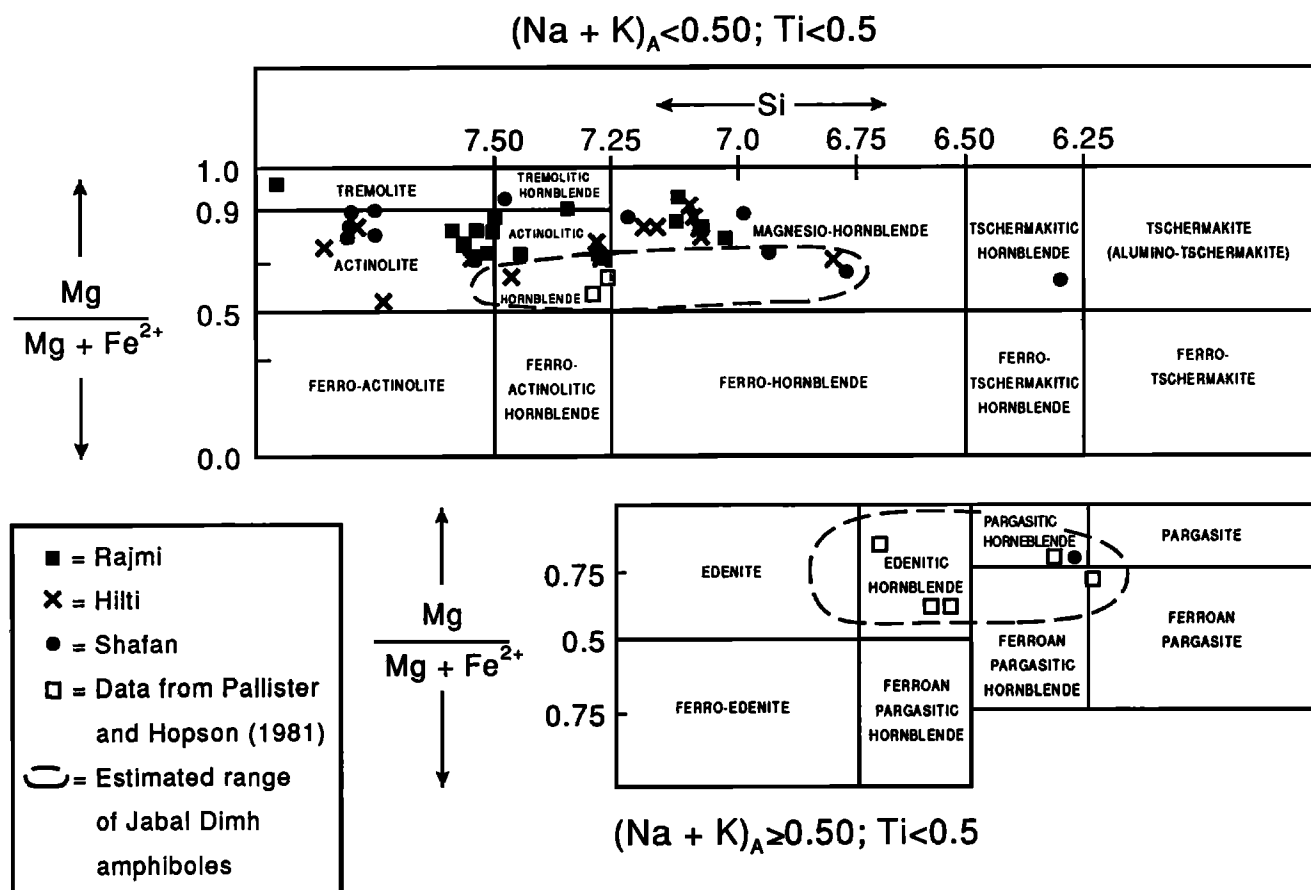 (Na + K)A<0.50; Ti<0.5
Si
7.50 7.25 7.0 6.75 6.50 6.25
1.0
0.9
0.5
0.0
Mg
Mg + Fe2+
TREMOLITE
TREMOLITIC
HORNBLENDE
ACTINOLITE
ACTINOLITIC
HORNBLENDE
MAGNESIO-HORNBLENDE
TSCHERMAKITIC
HORNBLENDE
TSCHERMAKITE
(ALUMINO-TSCHERMAKITE)
FERRO-ACTINOLITE
FERRO-
ACTINOLITIC
HORNBLENDE
FERRO-HORNBLENDE
FERRO-
TSCHERMAKITIC
HORNBLENDE
FERRO-
TSCHERMAKITE
= Rajmi
= Hilti
= Shafan
= Data from Pallister
and Hopson (1981)
= Estimated range
of Jabal Dimh
amphiboles
Mg
Mg + Fe2+
0.75
0.5
0.75
EDENITE
EDENITIC
HORNBLENDE
PARGASITIC
HORNEBLENDE
PARGASITE
FERRO-EDENITE
FERROAN
PARGASITIC
HORNBLENDE
FERROAN
PARGASITIC
HORNBLENDE
FERROAN
PARGASITE
(Na + K)A≥0.50; Ti<0.5